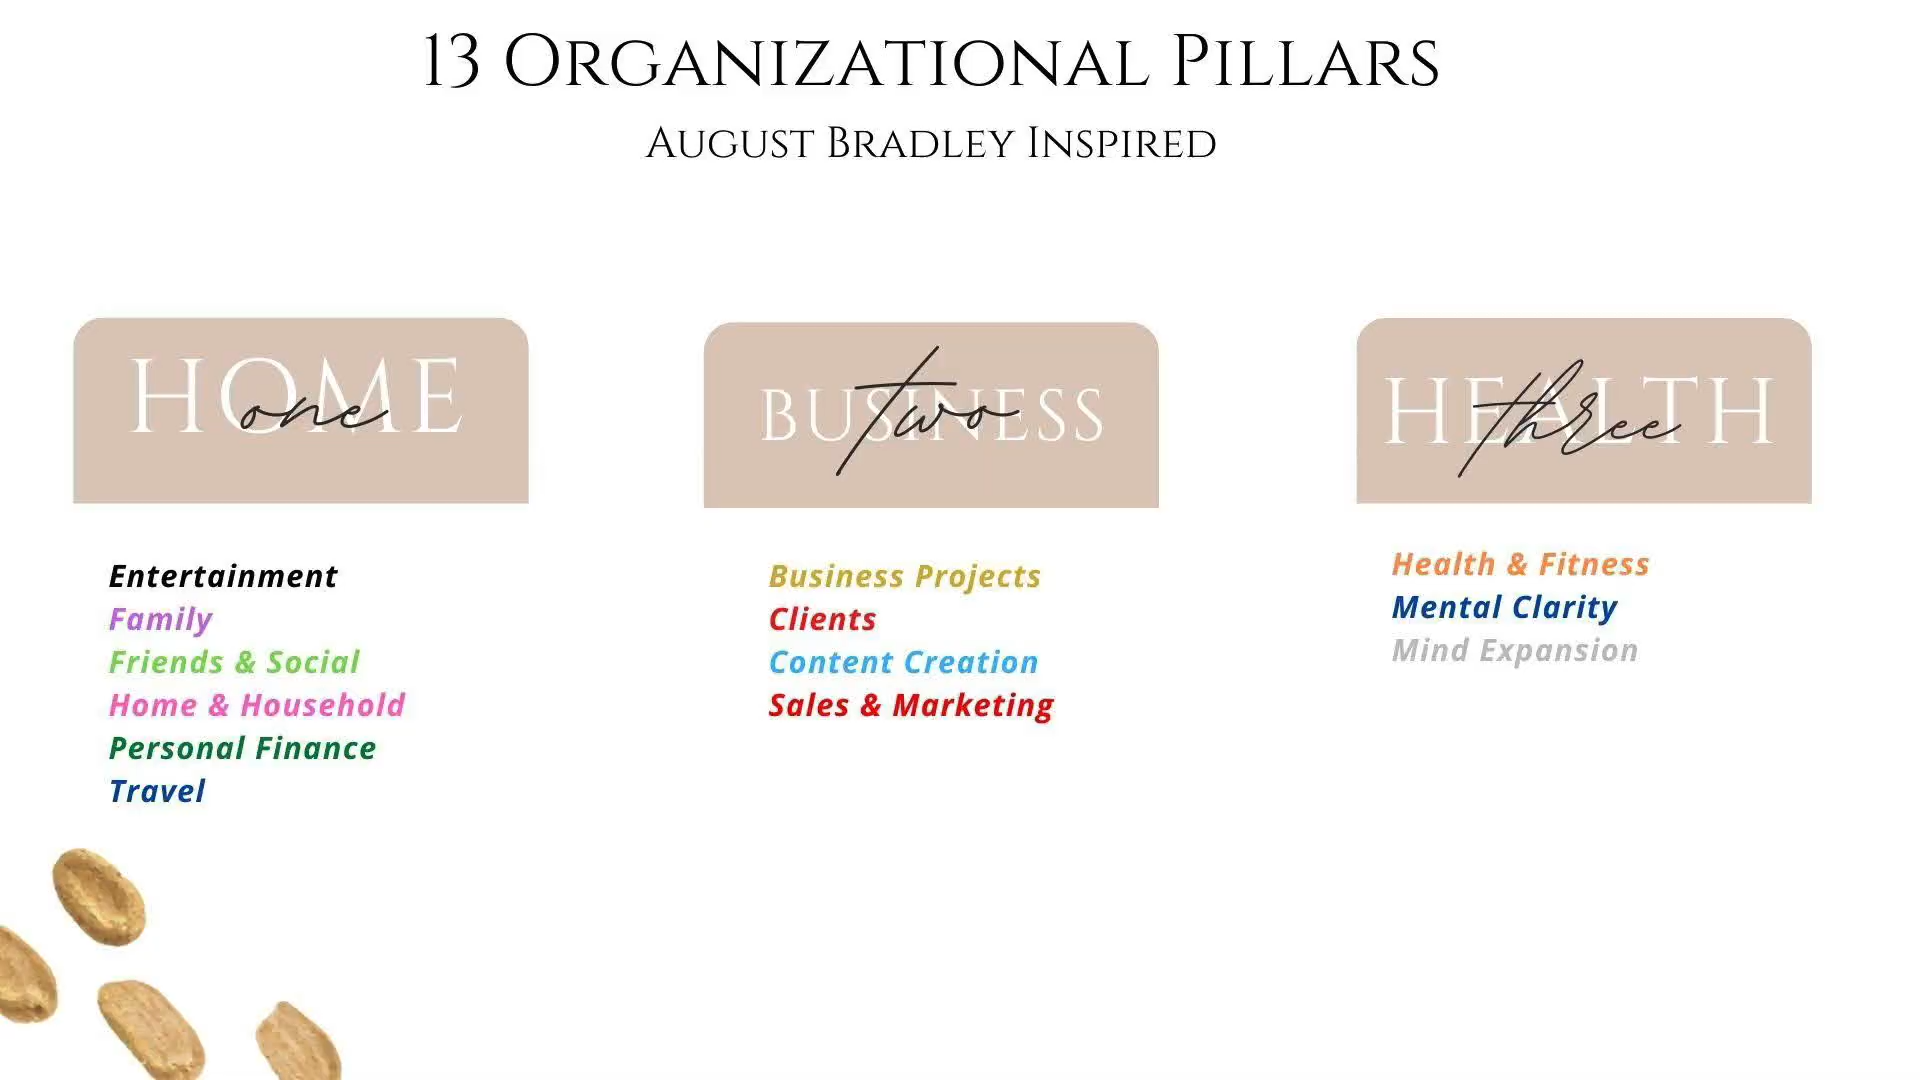 13 Organizational Pillars
August Bradley Inspired
HOME
one
Entertainment
Family
Friends & Social
Home & Household
Personal Finance
Travel
BUSINESS
two
Business Projects
Clients
Content Creation
Sales & Marketing
HEALTH
three
Health & Fitness
Mental Clarity
Mind Expansion